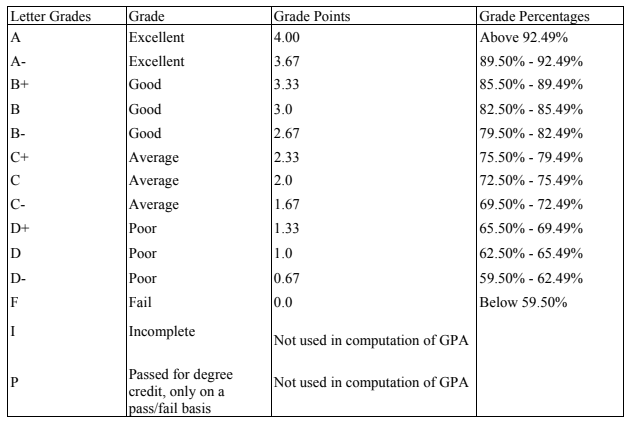 Letter Grades Grade Grade Points Grade Percentages
A Excellent 4.00 Above 92.49%
A- Excellent 3.67 89.50% - 92.49%
B+ Good 3.33 85.50% - 89.49%
B Good 3.0 82.50% - 85.49%
B- Good 2.67 79.50% - 82.49%
C+ Average 2.33 75.50% - 79.49%
C Average 2.0 72.50% - 75.49%
C- Average 1.67 69.50% - 72.49%
D+ Poor 1.33 65.50% - 69.49%
D Poor 1.0 62.50% - 65.49%
D- Poor 0.67 59.50% - 62.49%
F Fail 0.0 Below 59.50%
I Incomplete Not used in computation of GPA
P Passed for degree
credit, only on a
pass/fail basis
Not used in computation of GPA